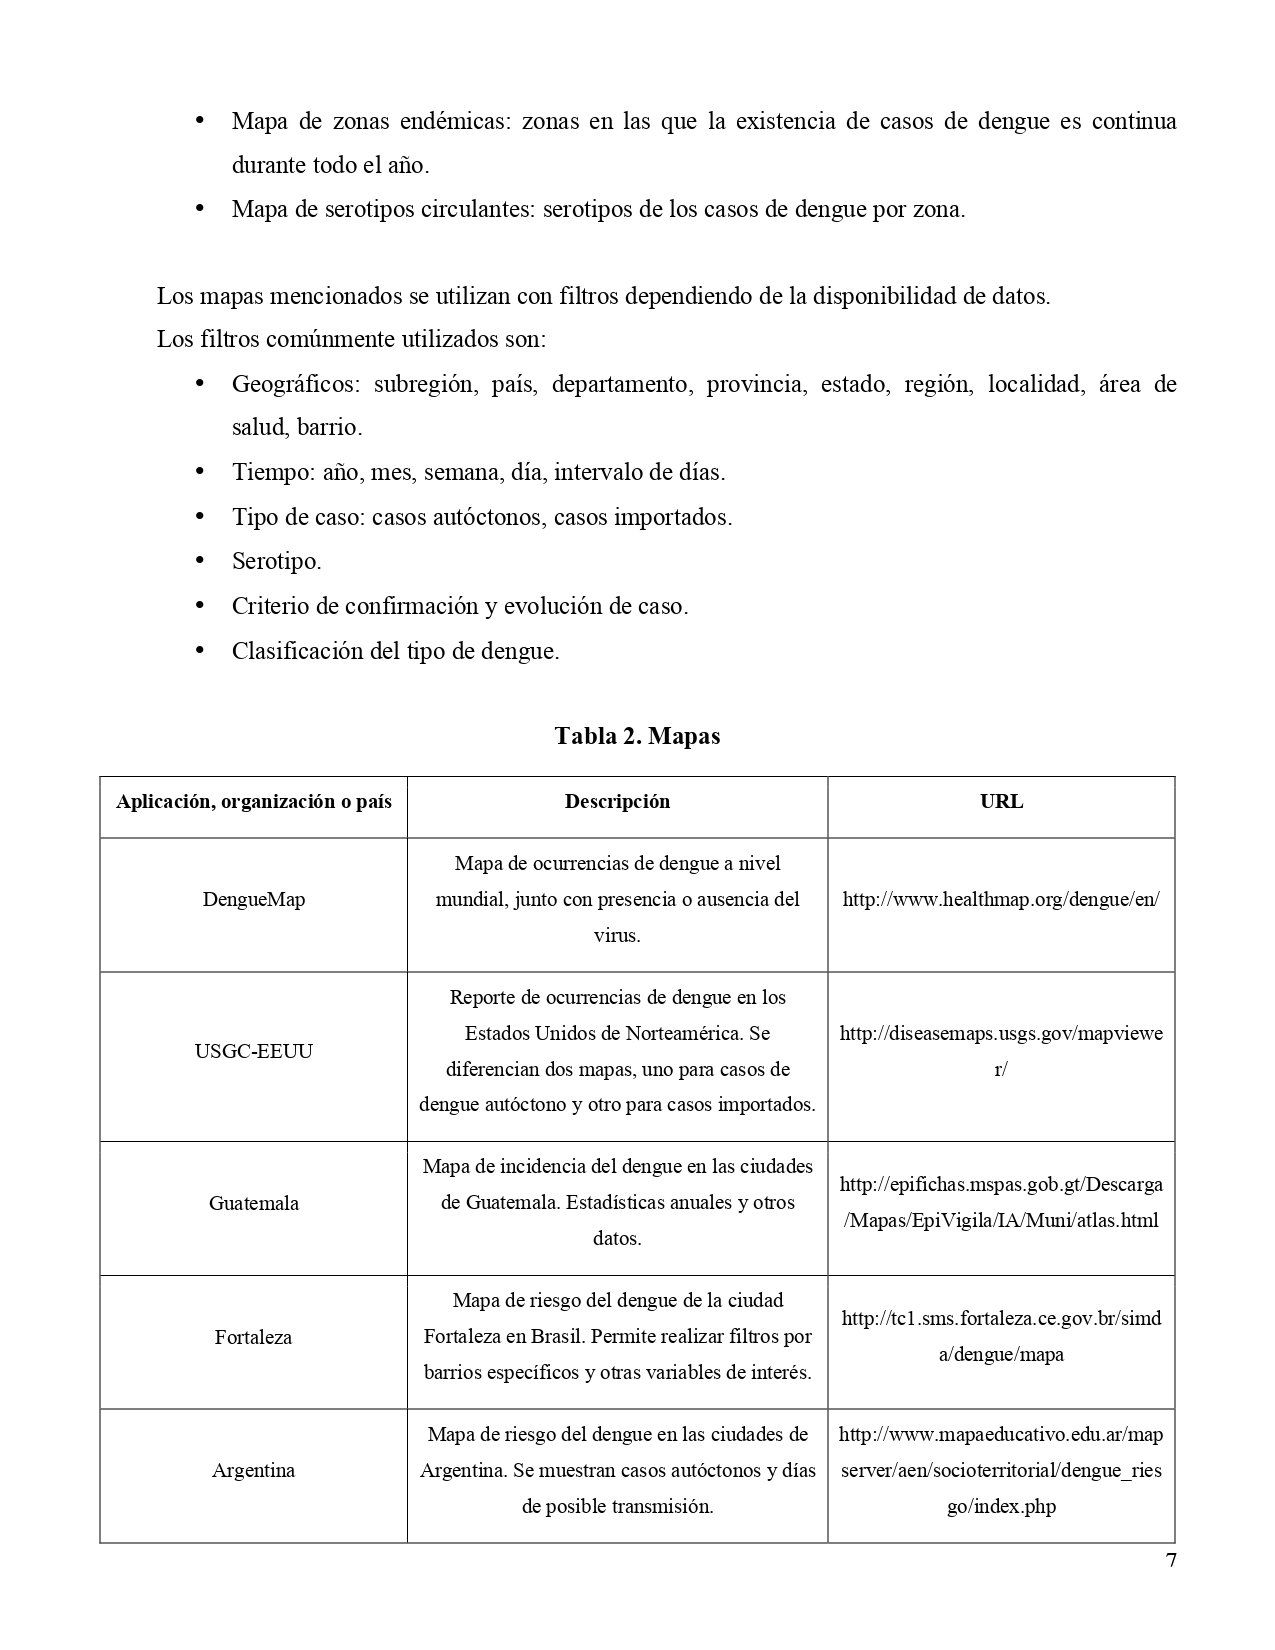 • Mapa de zonas endémicas: zonas en las que la existencia de casos de dengue es continua
durante todo el año.
• Mapa de serotipos circulantes: serotipos de los casos de dengue por zona.
Los mapas mencionados se utilizan con filtros dependiendo de la disponibilidad de datos.
Los filtros comúnmente utilizados son:
• Geográficos: subregión, país, departamento, provincia, estado, región, localidad, área de
salud, barrio.
• Tiempo: año, mes, semana, día, intervalo de días.
• Tipo de caso: casos autóctonos, casos importados.
• Serotipo.
• Criterio de confirmación y evolución de caso.
• Clasificación del tipo de dengue.
Tabla 2. Mapas
Aplicación, organización o país
Descripción
URL
DengueMap
Mapa de ocurrencias de dengue a nivel
mundial, junto con presencia o ausencia del
virus.
http://www.healthmap.org/dengue/en/
USGC-EEUU
Reporte de ocurrencias de dengue en los
Estados Unidos de Norteamérica. Se
diferencian dos mapas, uno para casos de
dengue autóctono y otro para casos importados.
http://diseasemaps.usgs.gov/mapviewe
r/
Guatemala
Mapa de incidencia del dengue en las ciudades
de Guatemala. Estadísticas anuales y otros
datos.
http://epifichas.mspas.gob.gt/Descarga
/Mapas/EpiVigila/IA/Muni/atlas.html
Fortaleza
Mapa de riesgo del dengue de la ciudad
Fortaleza en Brasil. Permite realizar filtros por
barrios específicos y otras variables de interés.
http://tc1.sms.fortaleza.ce.gov.br/simd
a/dengue/mapa
Argentina
Mapa de riesgo del dengue en las ciudades de
Argentina. Se muestran casos autóctonos y días
de posible transmisión.
http://www.mapaeducativo.edu.ar/map
server/aen/socioterritorial/dengue_ries
go/index.php
7